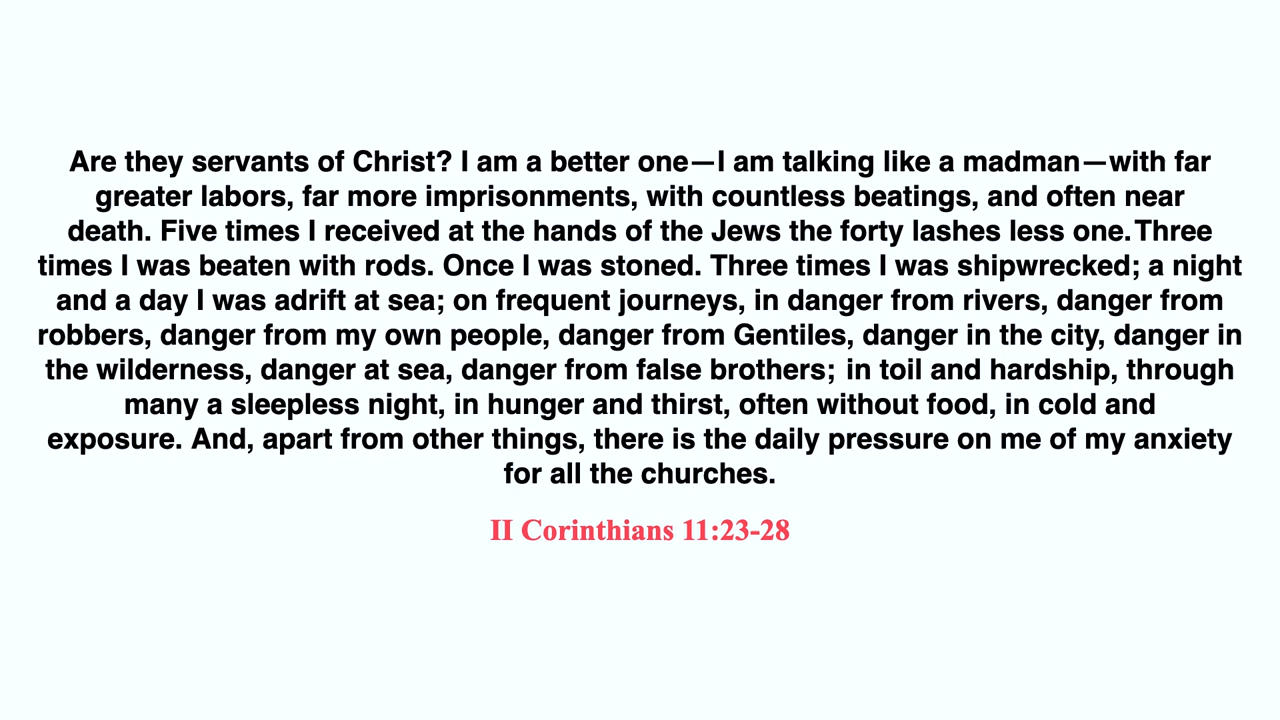 Are they servants of Christ? I am a better one—I am talking like a madman—with far
greater labors, far more imprisonments, with countless beatings, and often near
death. Five times I received at the hands of the Jews the forty lashes less one. Three
times I was beaten with rods. Once I was stoned. Three times I was shipwrecked; a night
and a day I was adrift at sea; on frequent journeys, in danger from rivers, danger from
robbers, danger from my own people, danger from Gentiles, danger in the city, danger in
the wilderness, danger at sea, danger from false brothers; in toil and hardship, through
many a sleepless night, in hunger and thirst, often without food, in cold and
exposure. And, apart from other things, there is the daily pressure on me of my anxiety
for all the churches.
II Corinthians 11:23-28